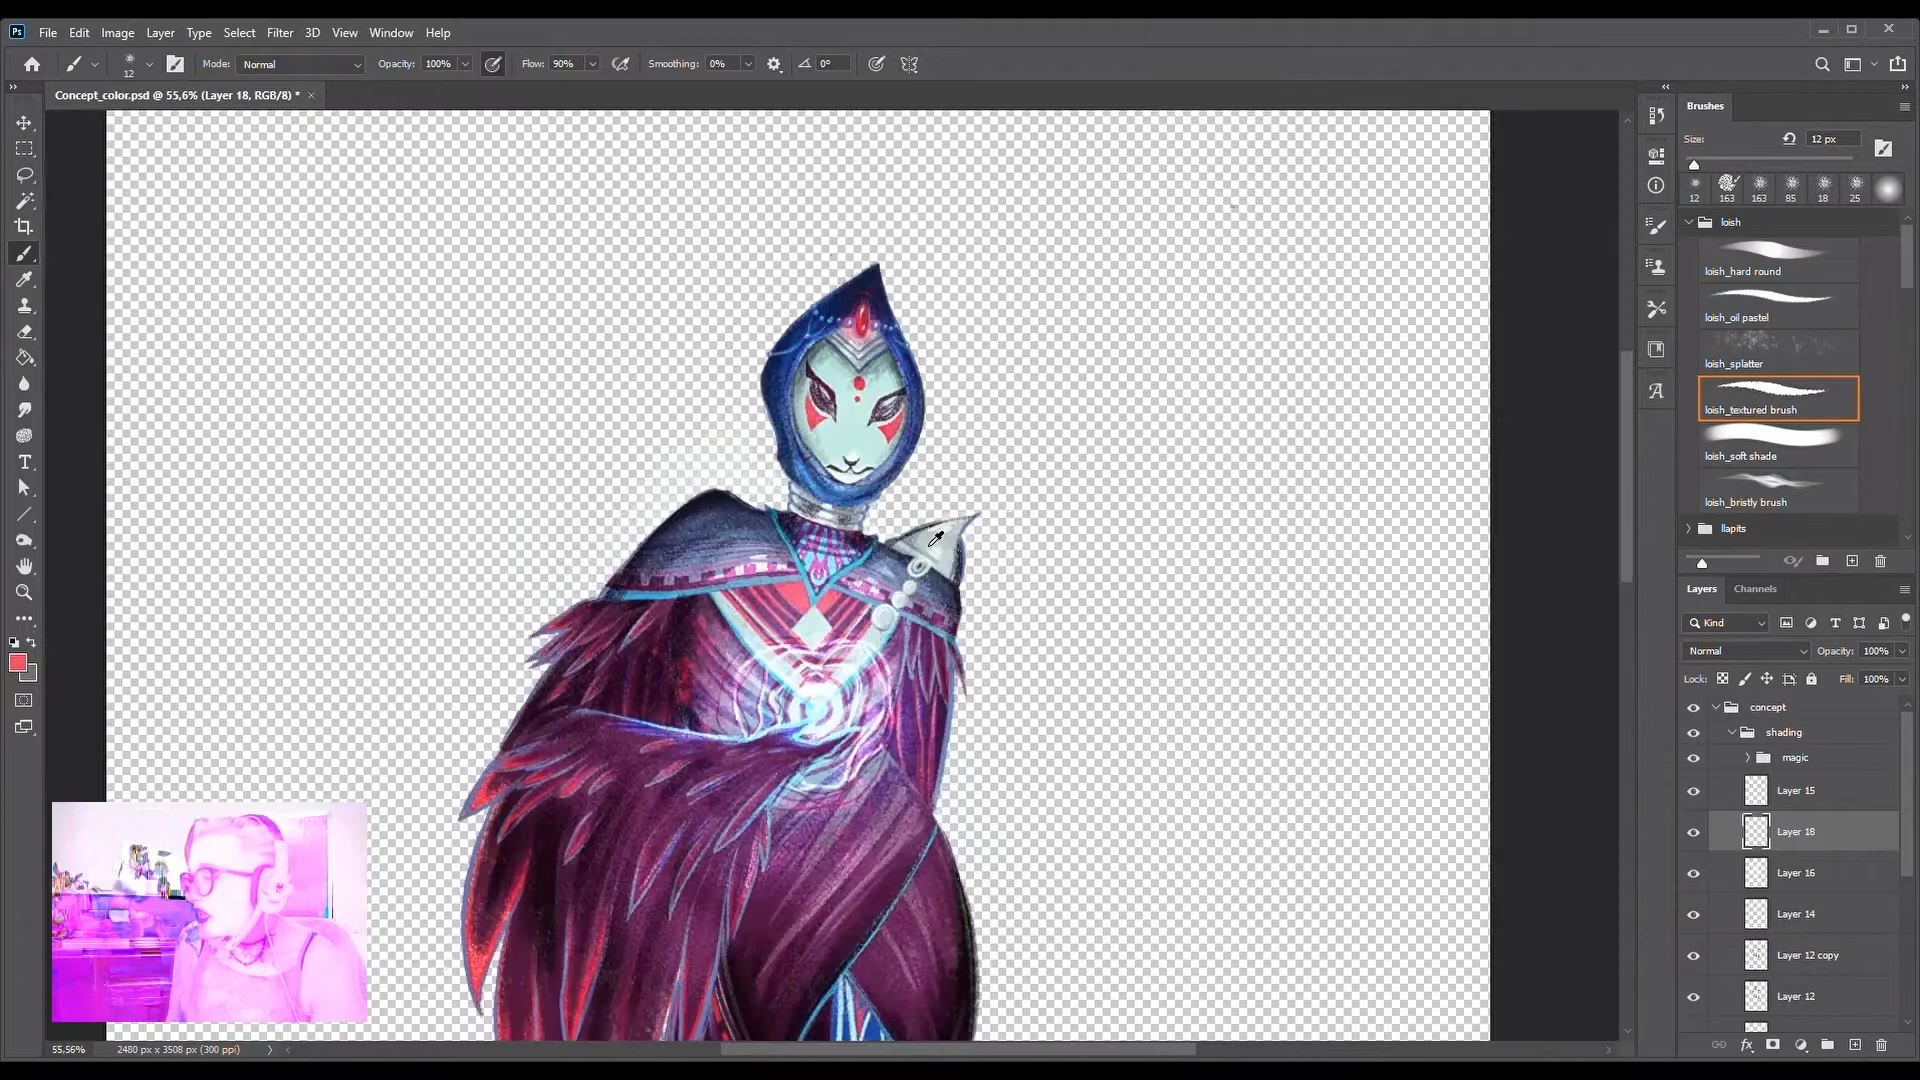 Ps File Edit Image Layer Type Select Filter 3D View Window Help
12 Mode: Normal Opacity: 100% Flow: 90% Smoothing: 0% 0°
Concept_color.psd @ 55,6% (Layer 18, RGB/8) * ×
Brushes
Size: 12 px
12 163 163 85 18 25
loish
loish_hard round
loish_oil pastel
loish_splatter
loish_textured brush
loish_soft shade
loish_bristly brush
llapits
Layers Channels
Kind
Normal Opacity: 100%
Lock: Fill: 100%
concept
shading
magic
Layer 15
Layer 18
Layer 16
Layer 14
Layer 12 copy
Layer 12
55,56% 2480 px x 3508 px (300 ppi)